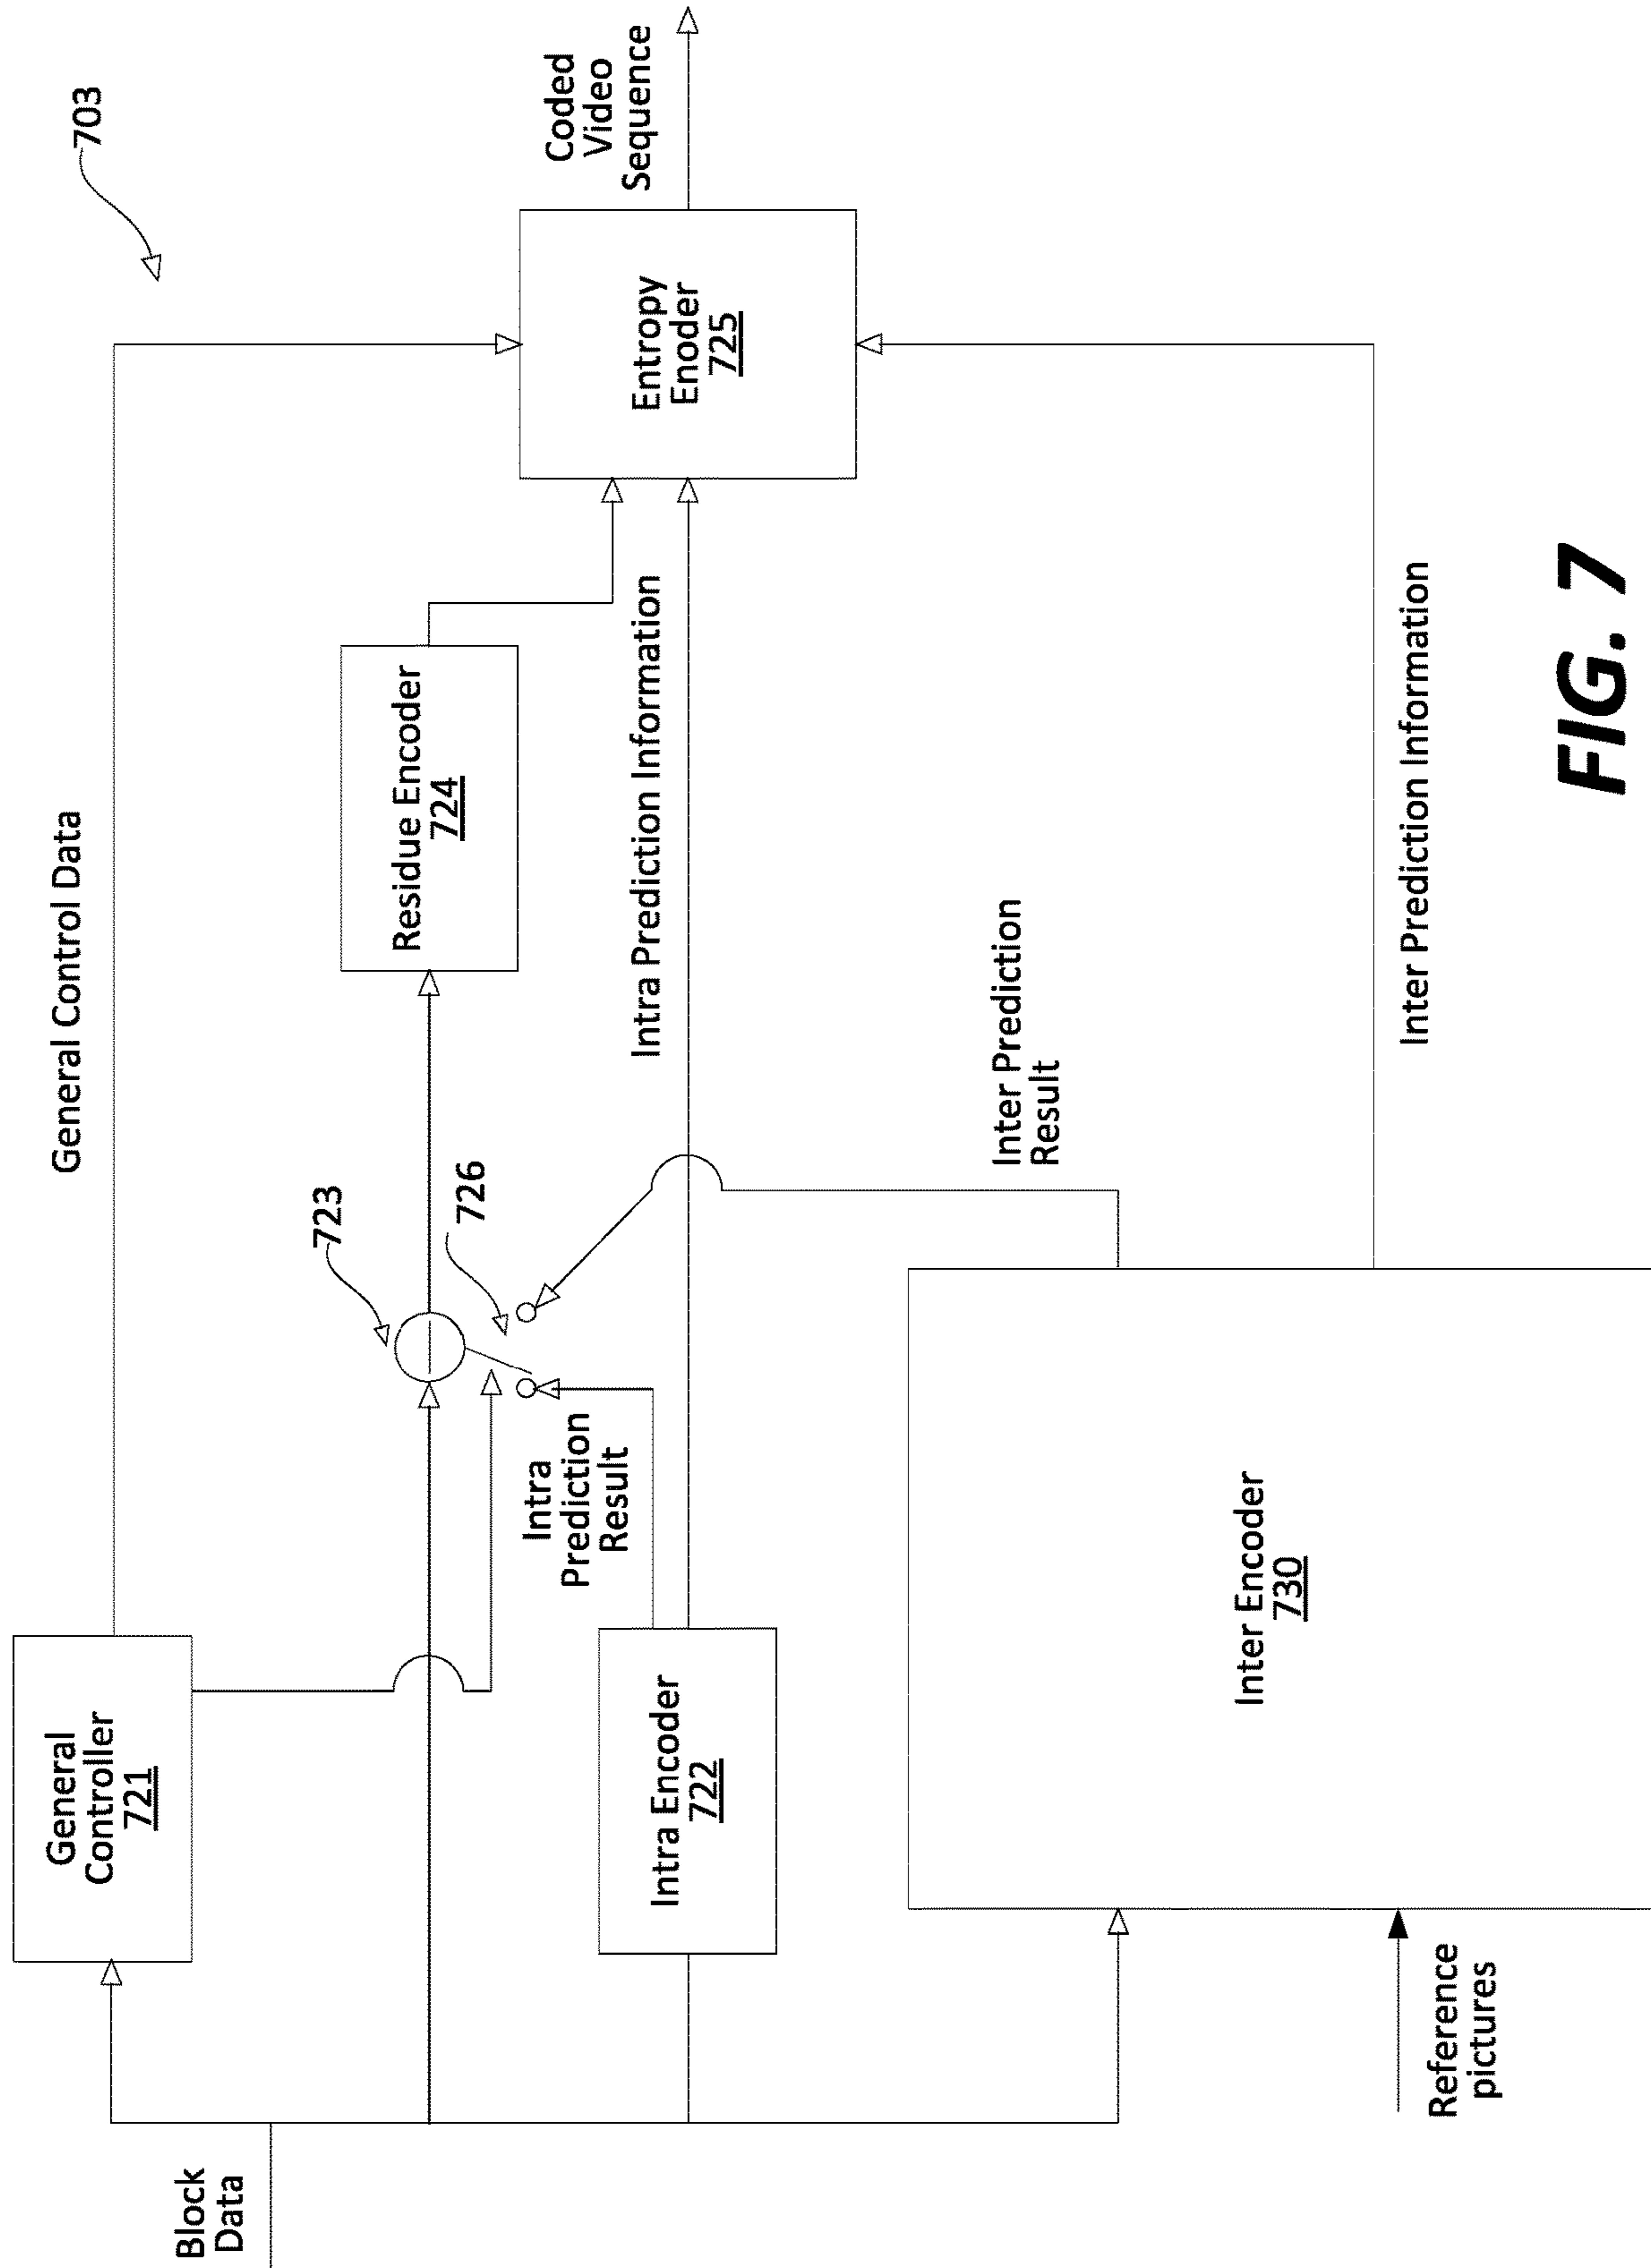 703
General Control Data
Coded
Video
Sequence
General
Controller
721
723
726
Residue Encoder
724
Entropy
Enoder
725
Block
Data
Intra
Prediction
Result
Intra Prediction Information
Intra Encoder
722
Inter Prediction
Result
Inter Encoder
730
Reference
pictures
Inter Prediction Information
FIG. 7